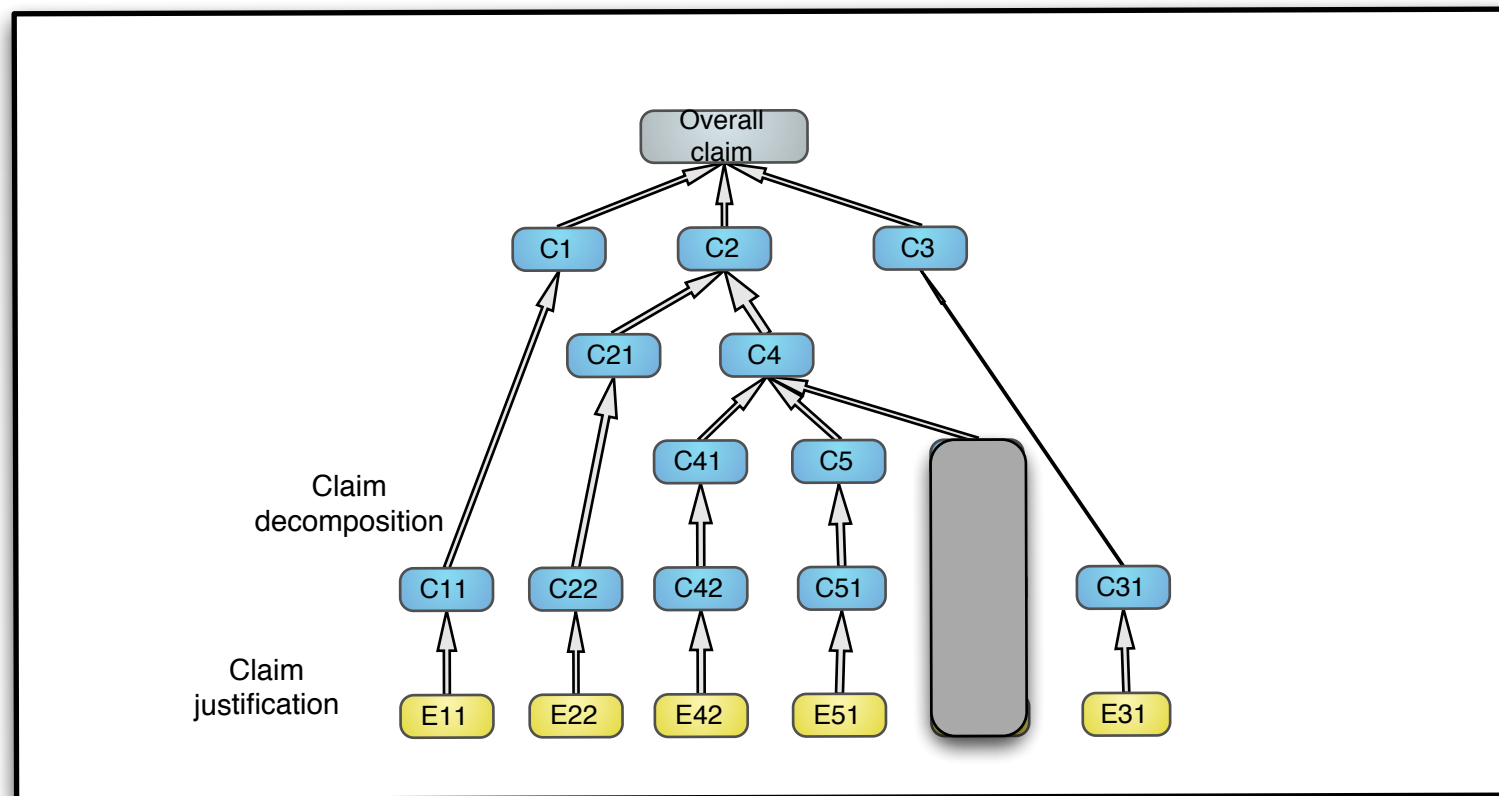 Overall
claim
C1
C2
C3
C21
C4
C41
C5
Claim
decomposition
C11
C22
C42
C51
C31
Claim
justification
E11
E22
E42
E51
E31